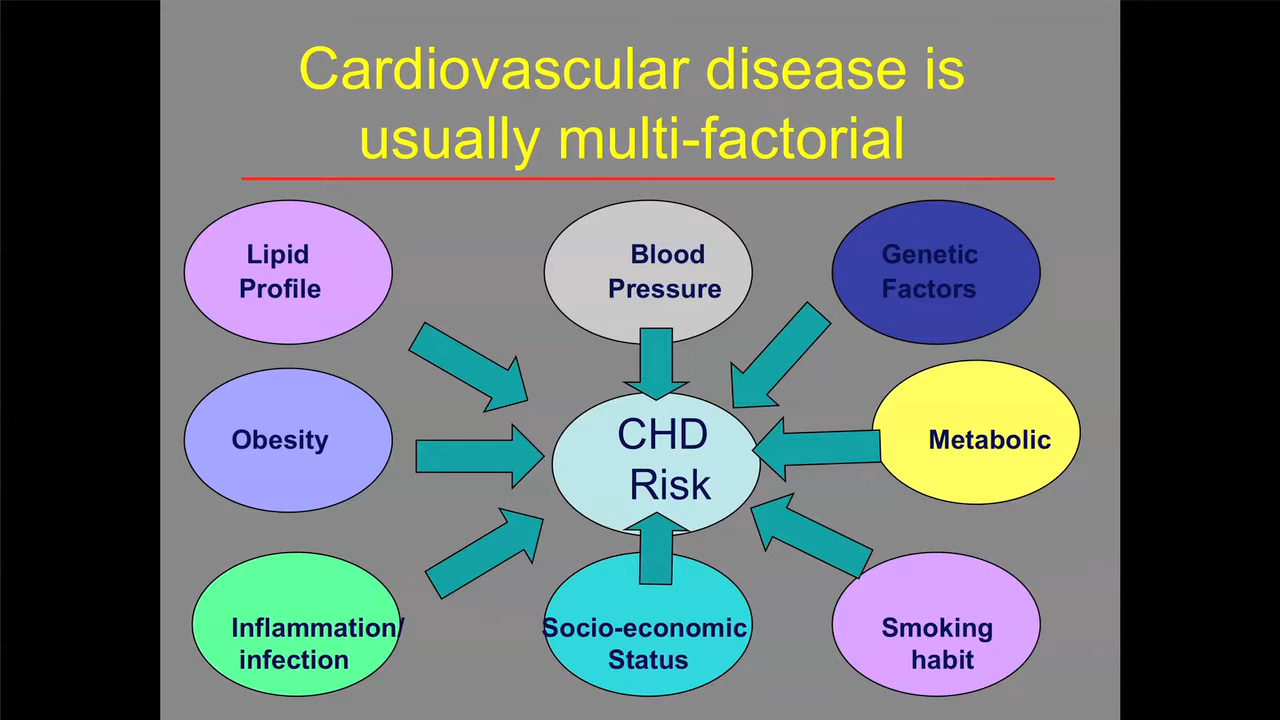 Cardiovascular disease is
usually multi-factorial
Lipid
Profile
Blood
Pressure
Genetic
Factors
Obesity
CHD
Risk
Metabolic
Inflammation/
infection
Socio-economic
Status
Smoking
habit